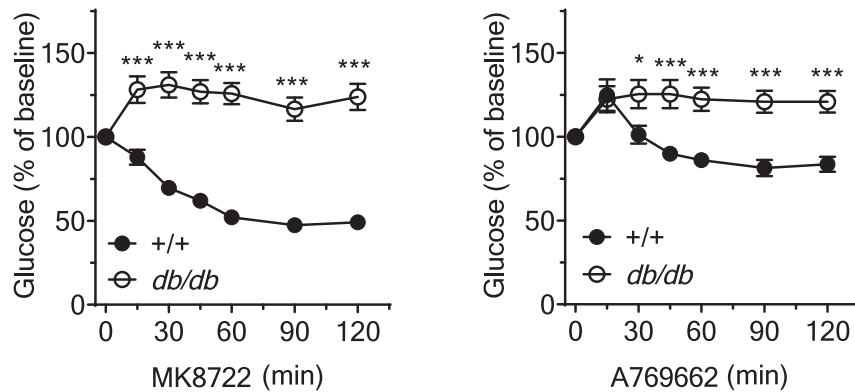 Glucose (% of baseline)
150
100
50
0
*** *** *** *** *** ***
+/+
db/db
0 30 60 90 120
MK8722 (min)
Glucose (% of baseline)
150
100
50
0
* *** *** *** ***
+/+
db/db
0 30 60 90 120
A769662 (min)